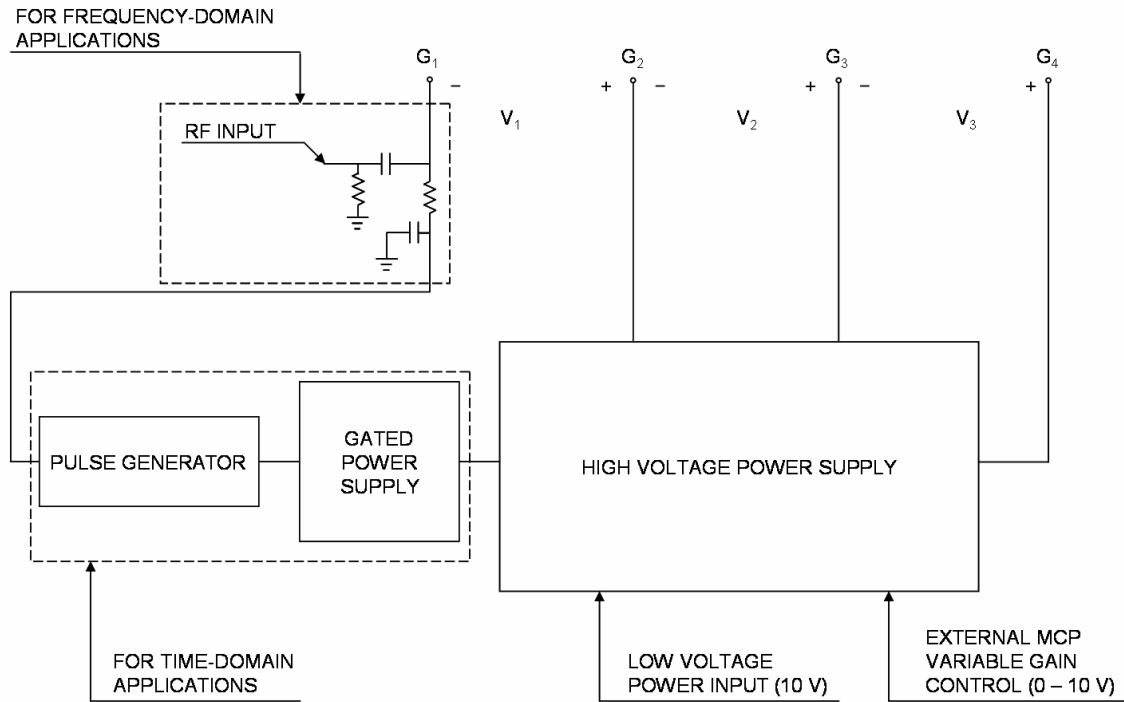 FOR FREQUENCY-DOMAIN
APPLICATIONS
G₁
G₂
G₃
G₄
−
+
−
+
−
+
V₁
V₂
V₃
RF INPUT
PULSE GENERATOR
GATED
POWER
SUPPLY
HIGH VOLTAGE POWER SUPPLY
FOR TIME-DOMAIN
APPLICATIONS
LOW VOLTAGE
POWER INPUT (10 V)
EXTERNAL MCP
VARIABLE GAIN
CONTROL (0 – 10 V)